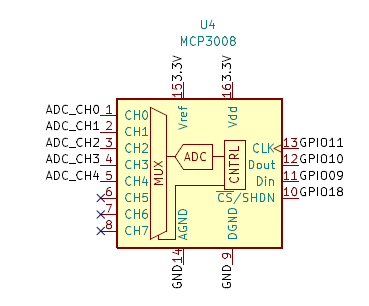 U4
MCP3008
3.3V 3.3V
15 16
Vref Vdd
ADC_CH0 1 CH0
ADC_CH1 2 CH1
ADC_CH2 3 CH2
ADC_CH3 4 CH3
ADC_CH4 5 CH4
6 CH5
7 CH6
8 CH7
MUX
ADC
CNTRL
CLK 13 GPIO11
Dout 12 GPIO10
Din 11 GPIO09
CS/SHDN 10 GPIO18
AGND DGND
14 9
GND GND